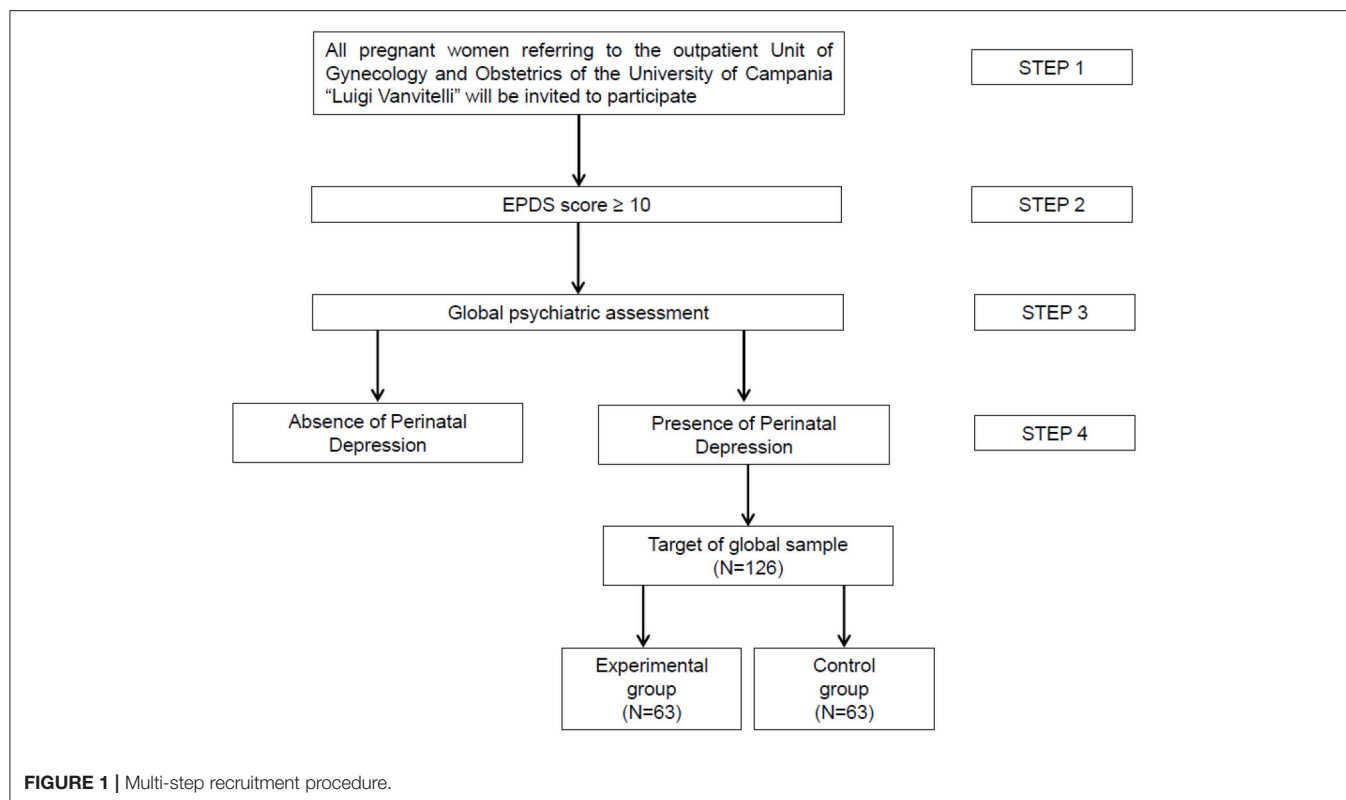 All pregnant women referring to the outpatient Unit of
Gynecology and Obstetrics of the University of Campania
“Luigi Vanvitelli” will be invited to participate
STEP 1
EPDS score ≥ 10
STEP 2
Global psychiatric assessment
STEP 3
Absence of Perinatal
Depression
Presence of Perinatal
Depression
STEP 4
Target of global sample
(N=126)
Experimental
group
(N=63)
Control
group
(N=63)
FIGURE 1 | Multi-step recruitment procedure.